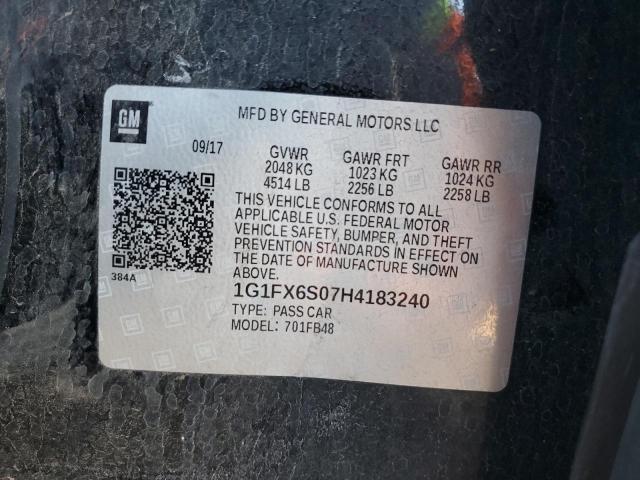 GM
MFD BY GENERAL MOTORS LLC
09/17
GVWR GAWR FRT GAWR RR
2048 KG 1023 KG 1024 KG
4514 LB 2256 LB 2258 LB
THIS VEHICLE CONFORMS TO ALL
APPLICABLE U.S. FEDERAL MOTOR
VEHICLE SAFETY, BUMPER, AND THEFT
PREVENTION STANDARDS IN EFFECT ON
THE DATE OF MANUFACTURE SHOWN
ABOVE.
384A
1G1FX6S07H4183240
TYPE: PASS CAR
MODEL: 701FB48